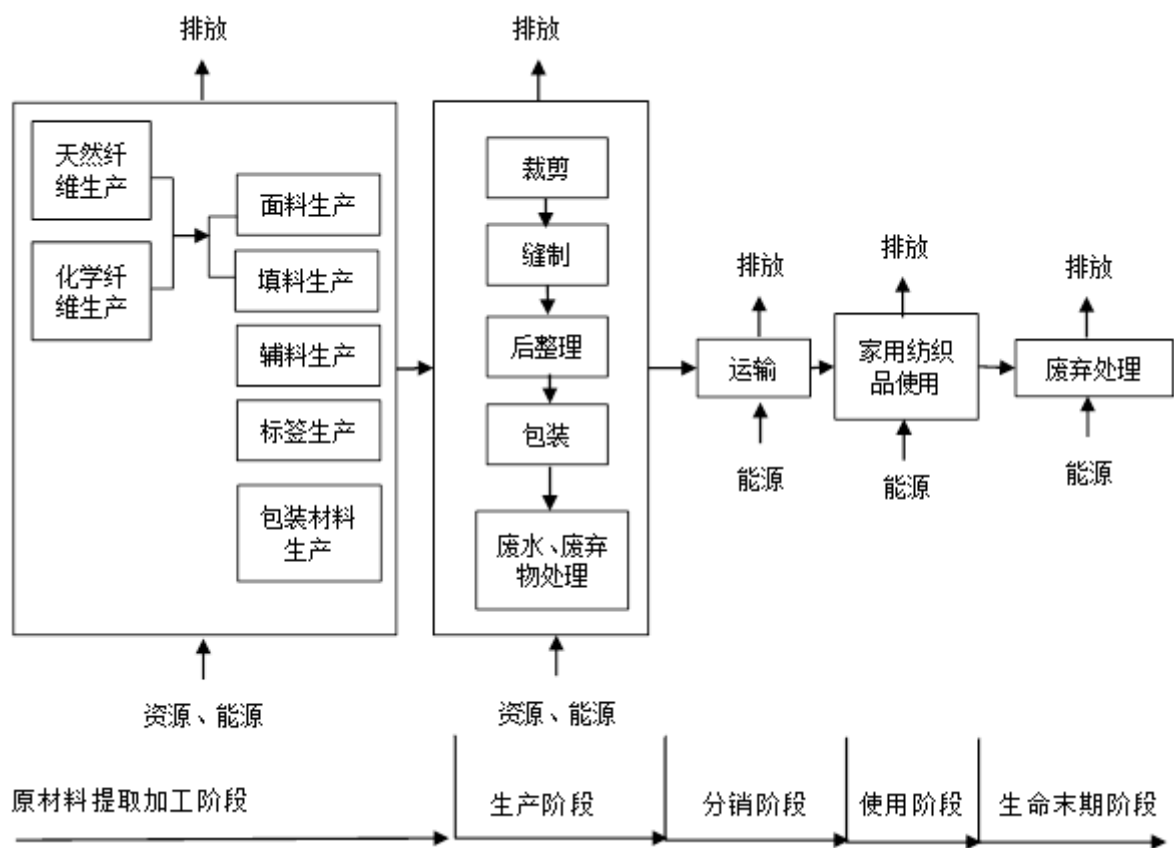 排放
排放
天然纤
维生产
化学纤
维生产
面料生产
填料生产
辅料生产
标签生产
包装材料
生产
资源、能源
裁剪
缝制
后整理
包装
废水、废弃
物处理
资源、能源
排放
运输
能源
排放
家用纺织
品使用
能源
排放
废弃处理
能源
原材料提取加工阶段
生产阶段
分销阶段
使用阶段
生命末期阶段